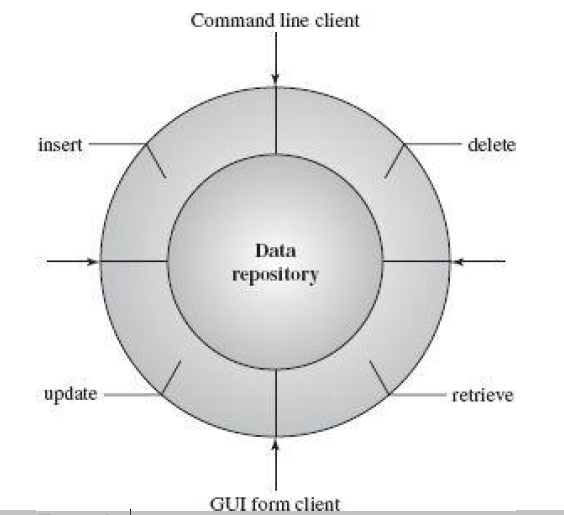 Command line client
insert
delete
Data
repository
update
retrieve
GUI form client